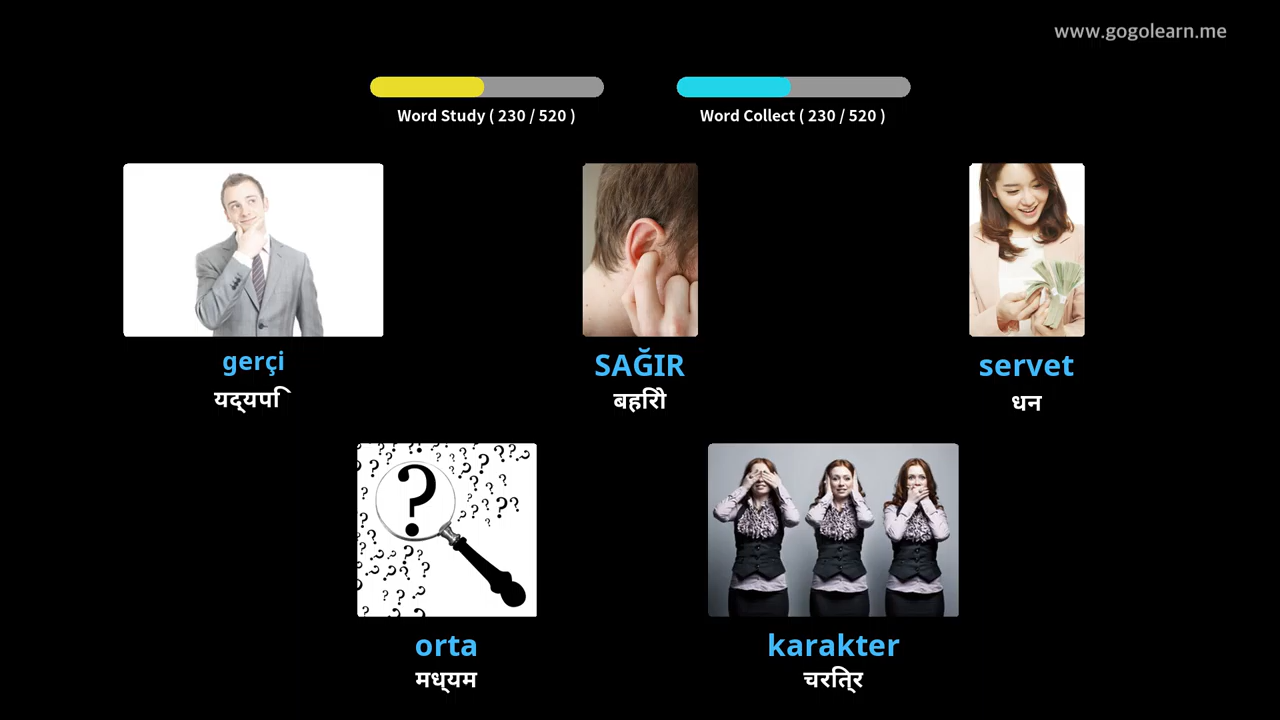 www.gogolearn.me
Word Study ( 230 / 520 )
Word Collect ( 230 / 520 )
gerçi
यद्यपि
SAĞIR
बहिरो
servet
धन
orta
मध्यम
karakter
चरित्र